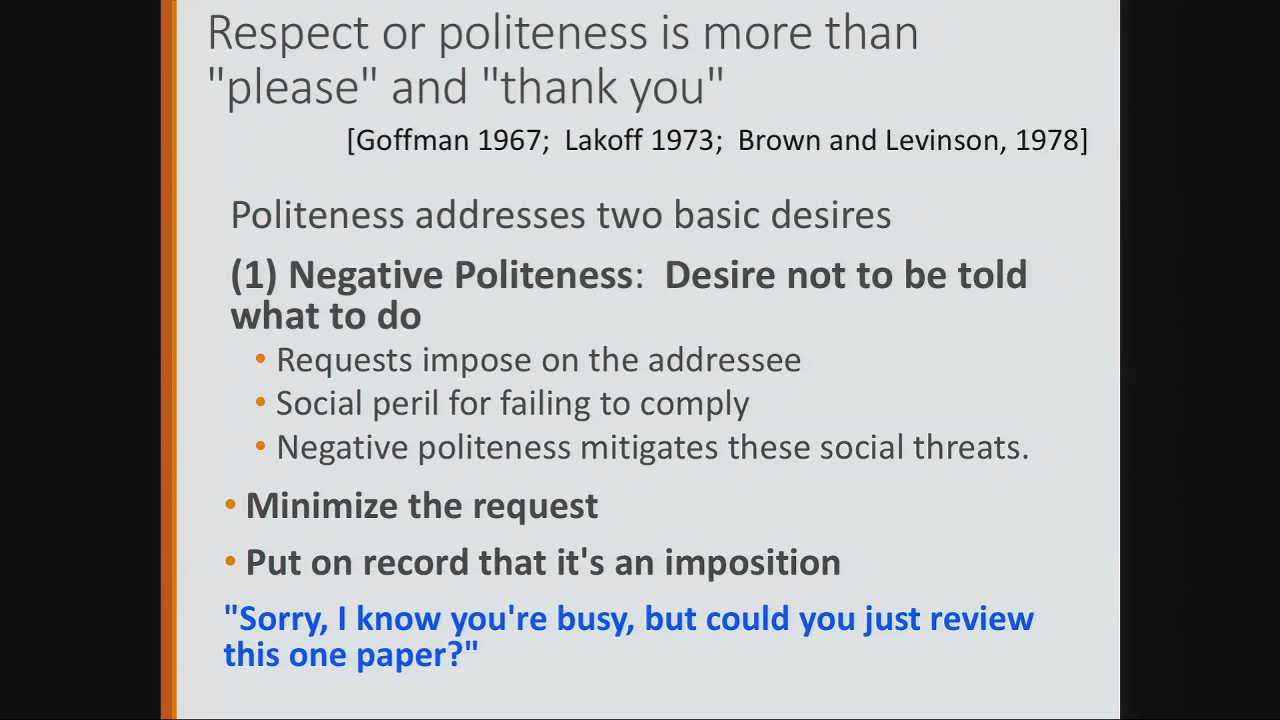 Respect or politeness is more than
"please" and "thank you"
[Goffman 1967;  Lakoff 1973;  Brown and Levinson, 1978]
Politeness addresses two basic desires
(1) Negative Politeness:  Desire not to be told
what to do
• Requests impose on the addressee
• Social peril for failing to comply
• Negative politeness mitigates these social threats.
• Minimize the request
• Put on record that it's an imposition
"Sorry, I know you're busy, but could you just review
this one paper?"